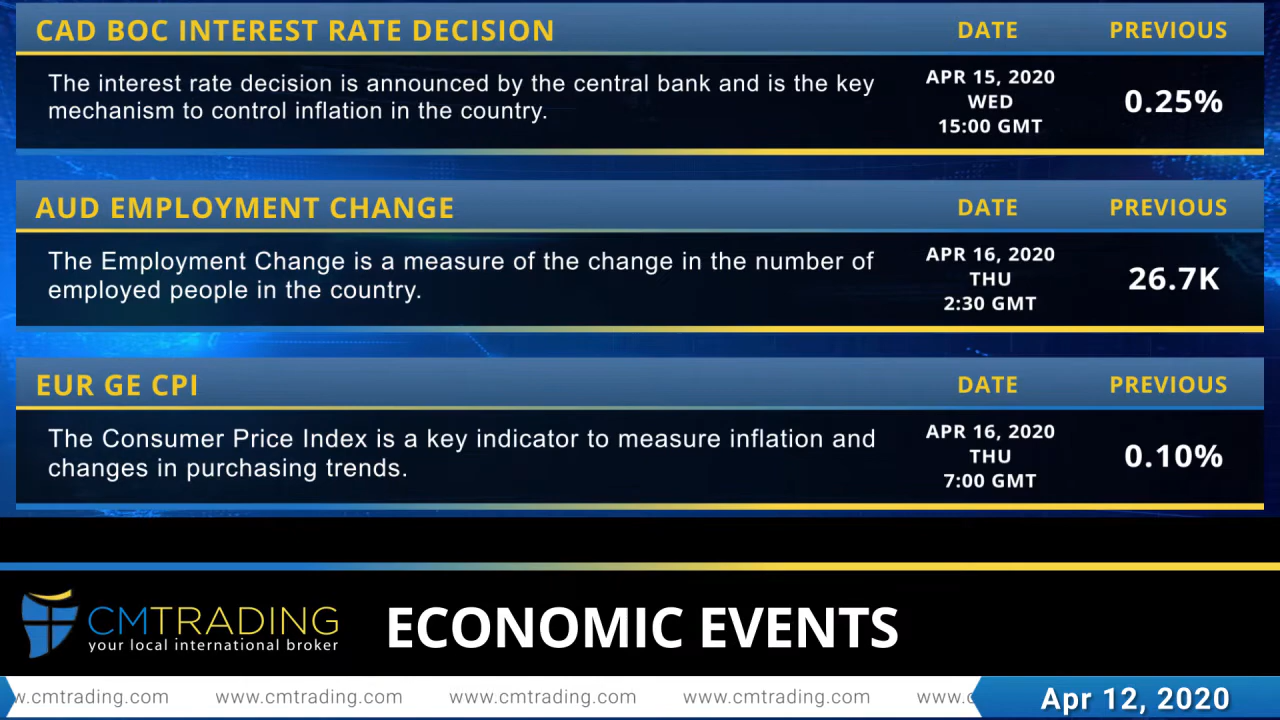 CAD BOC INTEREST RATE DECISION DATE PREVIOUS
The interest rate decision is announced by the central bank and is the key
mechanism to control inflation in the country.
APR 15, 2020
WED
15:00 GMT
0.25%
AUD EMPLOYMENT CHANGE DATE PREVIOUS
The Employment Change is a measure of the change in the number of
employed people in the country.
APR 16, 2020
THU
2:30 GMT
26.7K
EUR GE CPI DATE PREVIOUS
The Consumer Price Index is a key indicator to measure inflation and
changes in purchasing trends.
APR 16, 2020
THU
7:00 GMT
0.10%
CMTRADING
your local international broker
ECONOMIC EVENTS
w.cmtrading.com www.cmtrading.com www.cmtrading.com www.cmtrading.com www.c
Apr 12, 2020